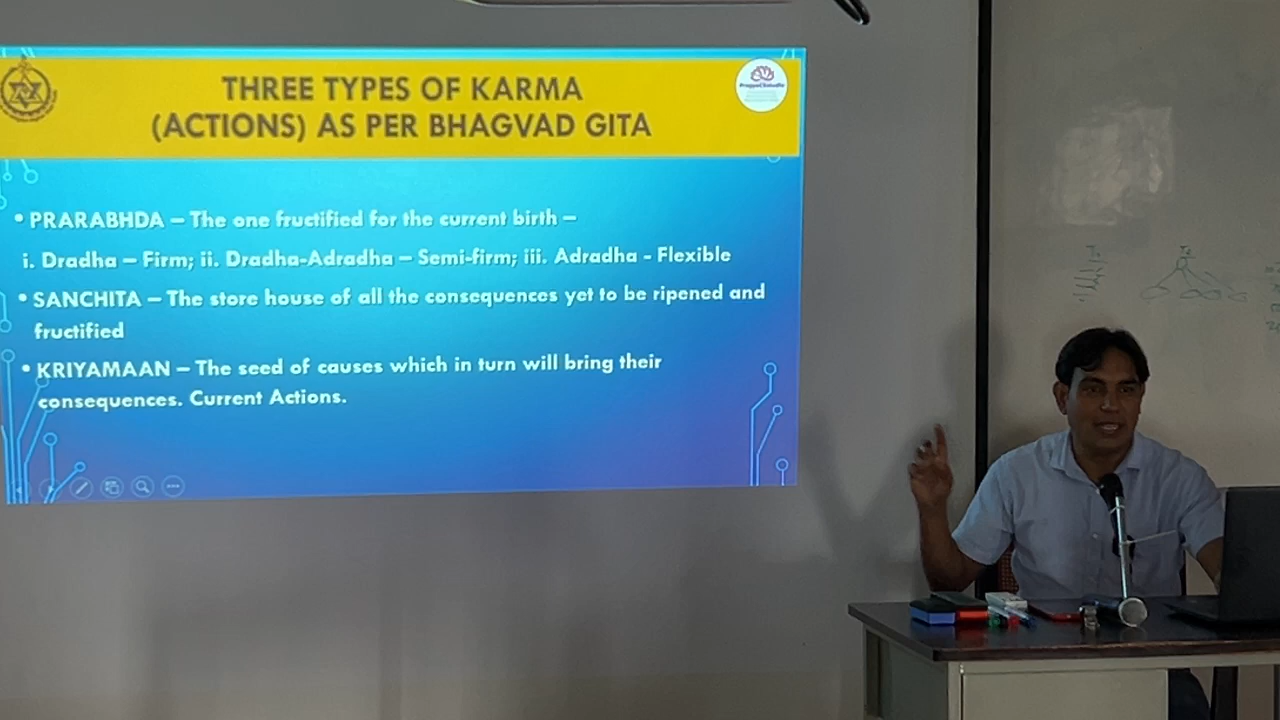 THREE TYPES OF KARMA
(ACTIONS) AS PER BHAGVAD GITA
• PRARABHDA – The one fructified for the current birth –
i. Dradha – Firm; ii. Dradha-Adradha – Semi-firm; iii. Adradha - Flexible
• SANCHITA – The store house of all the consequences yet to be ripened and
fructified
• KRIYAMAAN – The seed of causes which in turn will bring their
consequences. Current Actions.